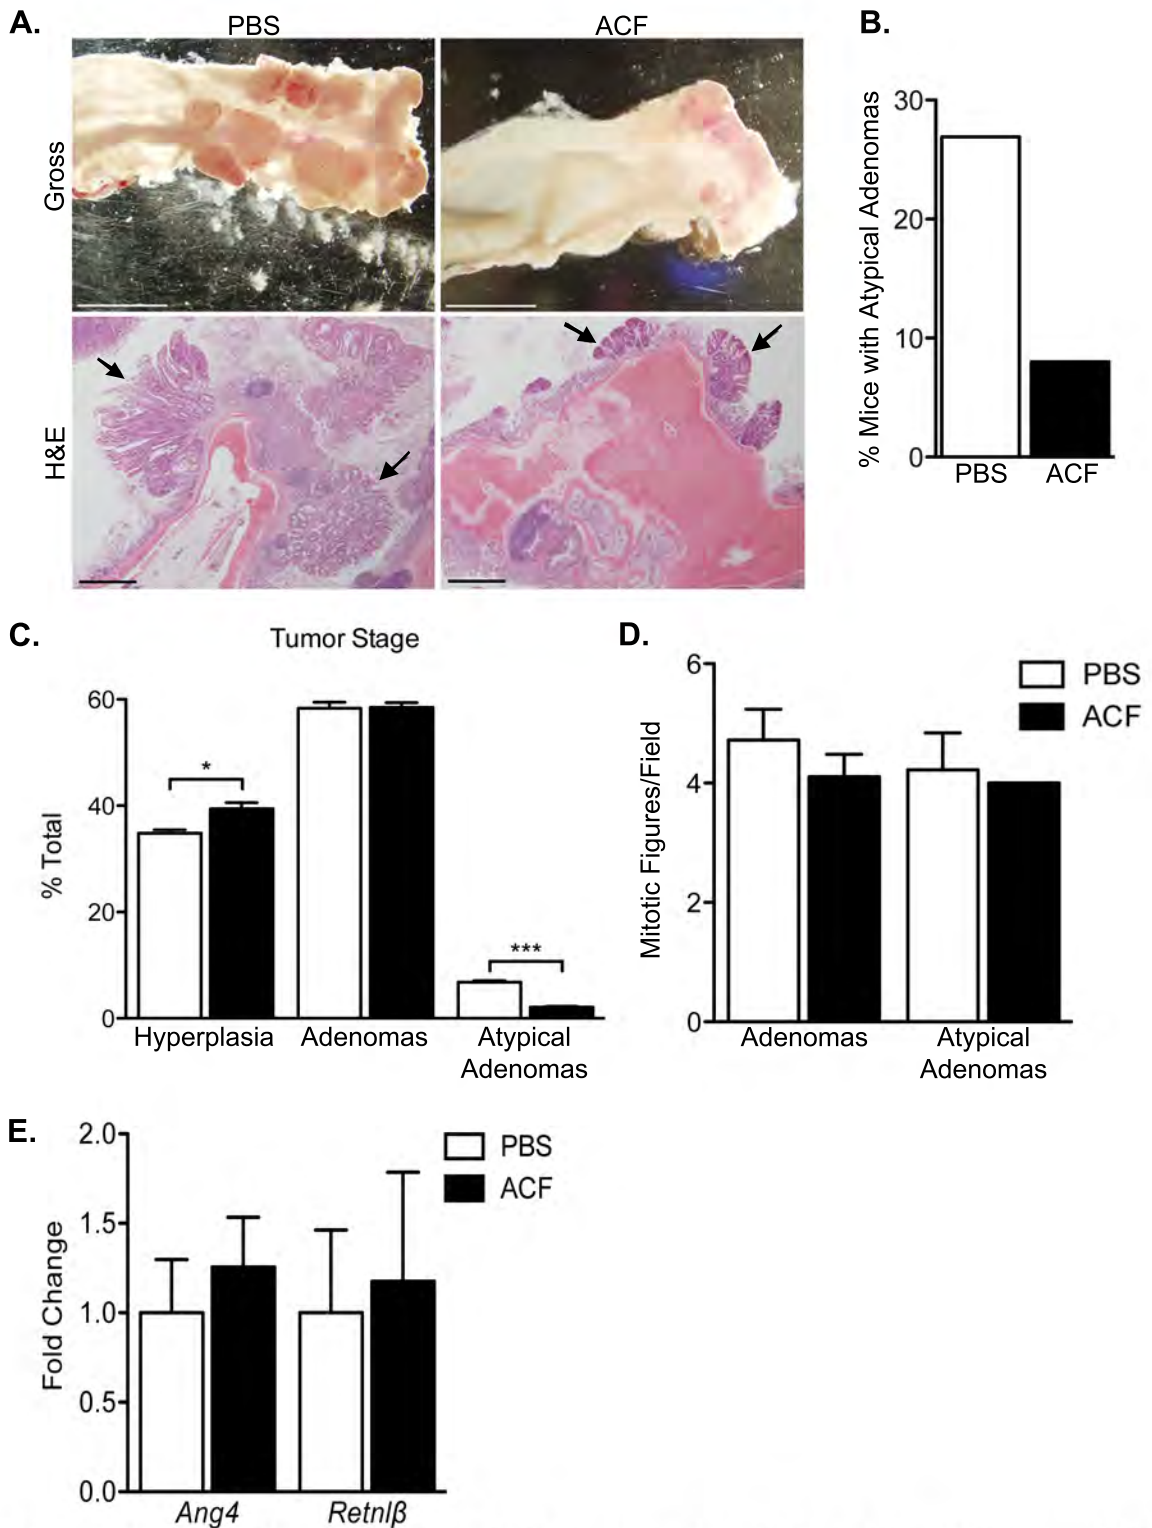 A.
PBS
ACF
Gross
H&E
B.
% Mice with Atypical Adenomas
30
20
10
0
PBS
ACF
C.
Tumor Stage
% Total
60
40
20
0
*
***
Hyperplasia
Adenomas
Atypical
Adenomas
D.
Mitotic Figures/Field
6
4
2
0
PBS
ACF
Adenomas
Atypical
Adenomas
E.
Fold Change
2.0
1.5
1.0
0.5
0.0
PBS
ACF
Ang4
Retnlβ